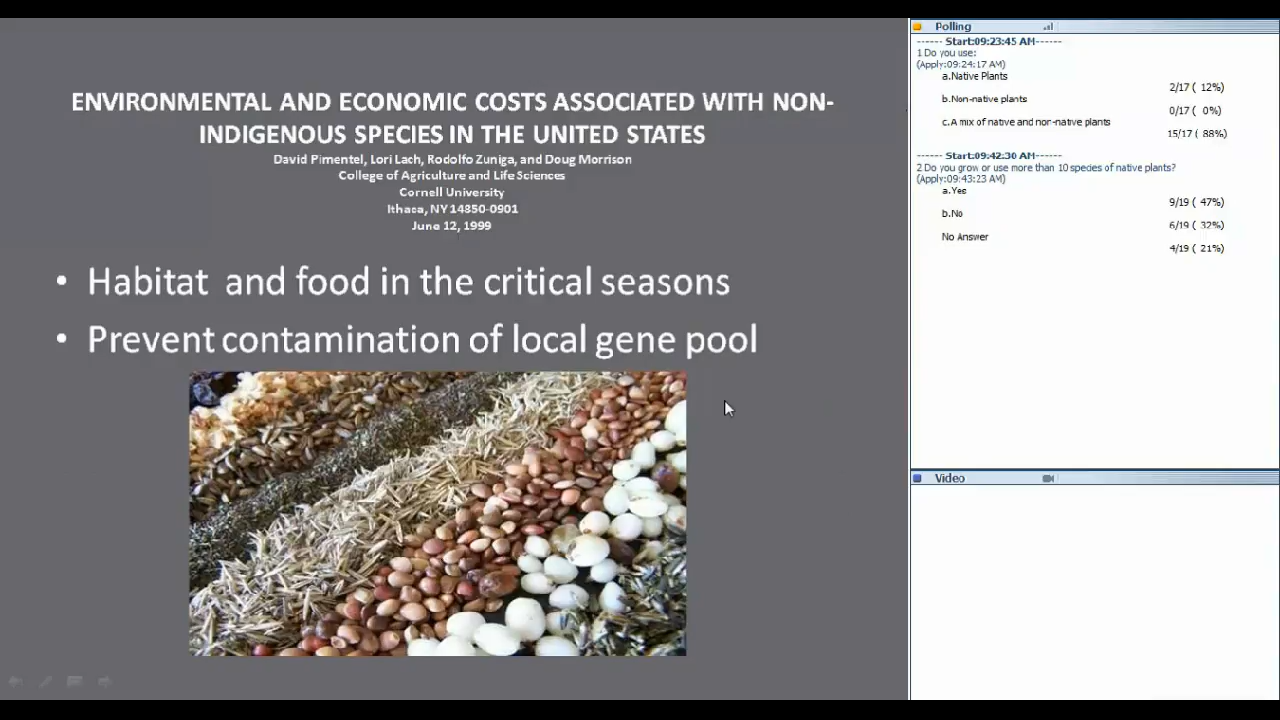 ENVIRONMENTAL AND ECONOMIC COSTS ASSOCIATED WITH NON-
INDIGENOUS SPECIES IN THE UNITED STATES
David Pimentel, Lori Lach, Rodolfo Zuniga, and Doug Morrison
College of Agriculture and Life Sciences
Cornell University
Ithaca, NY 14850-0901
June 12, 1999
• Habitat and food in the critical seasons
• Prevent contamination of local gene pool
Polling
------ Start:09:23:45 AM------
1 Do you use:
(Apply:09:24:17 AM)
a.Native Plants
2/17 ( 12%)
b.Non-native plants
0/17 ( 0%)
c.A mix of native and non-native plants
15/17 ( 88%)
------ Start:09:42:30 AM------
2 Do you grow or use more than 10 species of native plants?
(Apply:09:43:23 AM)
a.Yes
9/19 ( 47%)
b.No
6/19 ( 32%)
No Answer
4/19 ( 21%)
Video